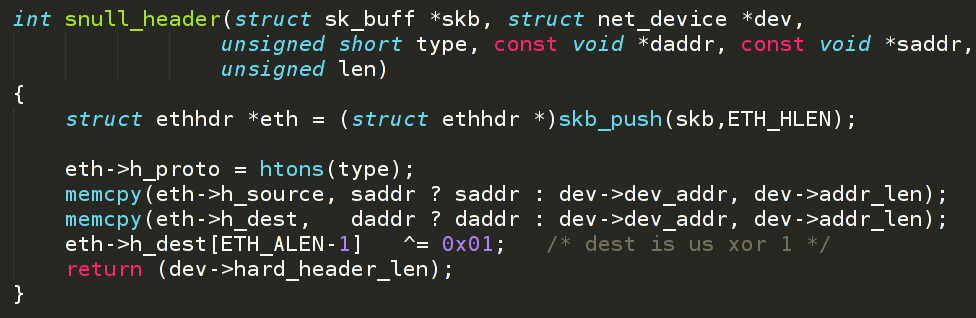 int snull_header(struct sk_buff *skb, struct net_device *dev,
                unsigned short type, const void *daddr, const void *saddr,
                unsigned len)
{
    struct ethhdr *eth = (struct ethhdr *)skb_push(skb,ETH_HLEN);

    eth->h_proto = htons(type);
    memcpy(eth->h_source, saddr ? saddr : dev->dev_addr, dev->addr_len);
    memcpy(eth->h_dest,   daddr ? daddr : dev->dev_addr, dev->addr_len);
    eth->h_dest[ETH_ALEN-1]   ^= 0x01;   /* dest is us xor 1 */
    return (dev->hard_header_len);
}